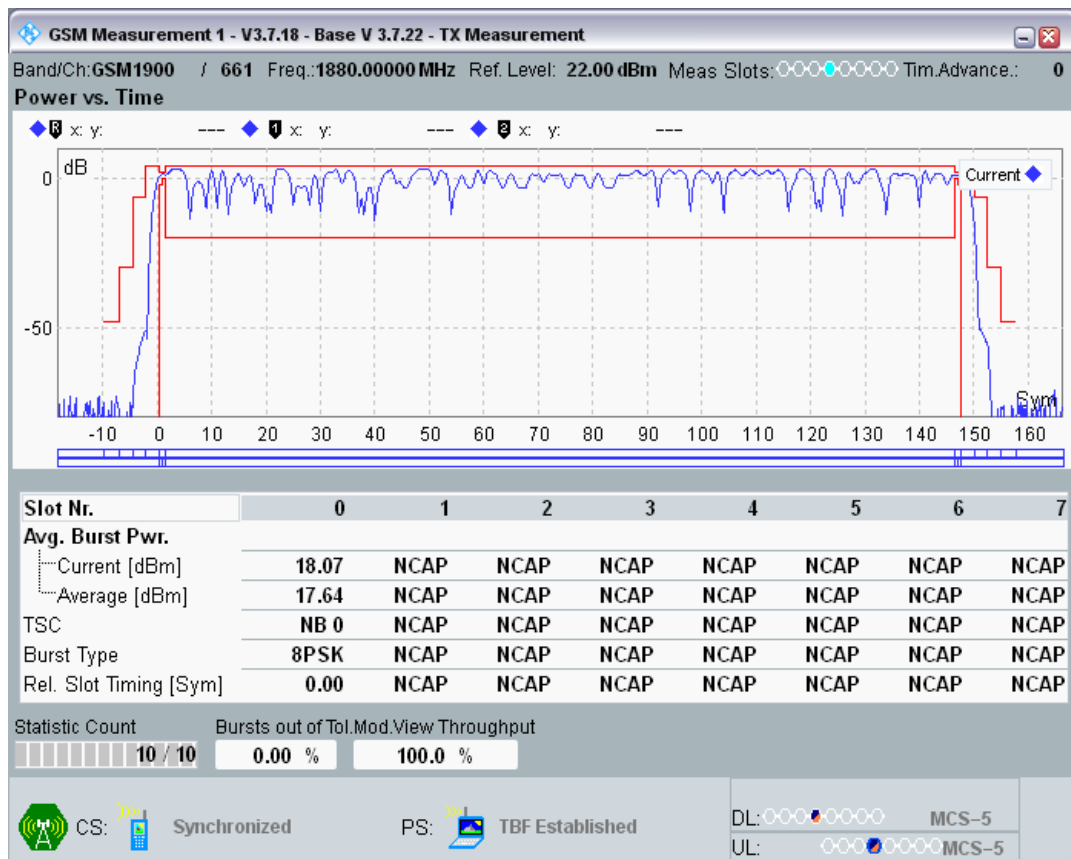 GSM Measurement 1 - V3.7.18 - Base V 3.7.22 - TX Measurement
Band/Ch:GSM1900 / 661 Freq.:1880.00000 MHz Ref. Level: 22.00 dBm Meas Slots: Tim.Advance.: 0
Power vs. Time
R x: y: --- 1 x: y: --- 2 x: y: ---
dB
0
Current
-50
Sym
-10 0 10 20 30 40 50 60 70 80 90 100 110 120 130 140 150 160
Slot Nr. 0 1 2 3 4 5 6 7
Avg. Burst Pwr.
Current [dBm] 18.07 NCAP NCAP NCAP NCAP NCAP NCAP NCAP
Average [dBm] 17.64 NCAP NCAP NCAP NCAP NCAP NCAP NCAP
TSC NB 0 NCAP NCAP NCAP NCAP NCAP NCAP NCAP
Burst Type 8PSK NCAP NCAP NCAP NCAP NCAP NCAP NCAP
Rel. Slot Timing [Sym] 0.00 NCAP NCAP NCAP NCAP NCAP NCAP NCAP
Statistic Count Bursts out of Tol.Mod.View Throughput
10 / 10 0.00 % 100.0 %
CS: Synchronized PS: TBF Established
DL: MCS-5
UL: MCS-5